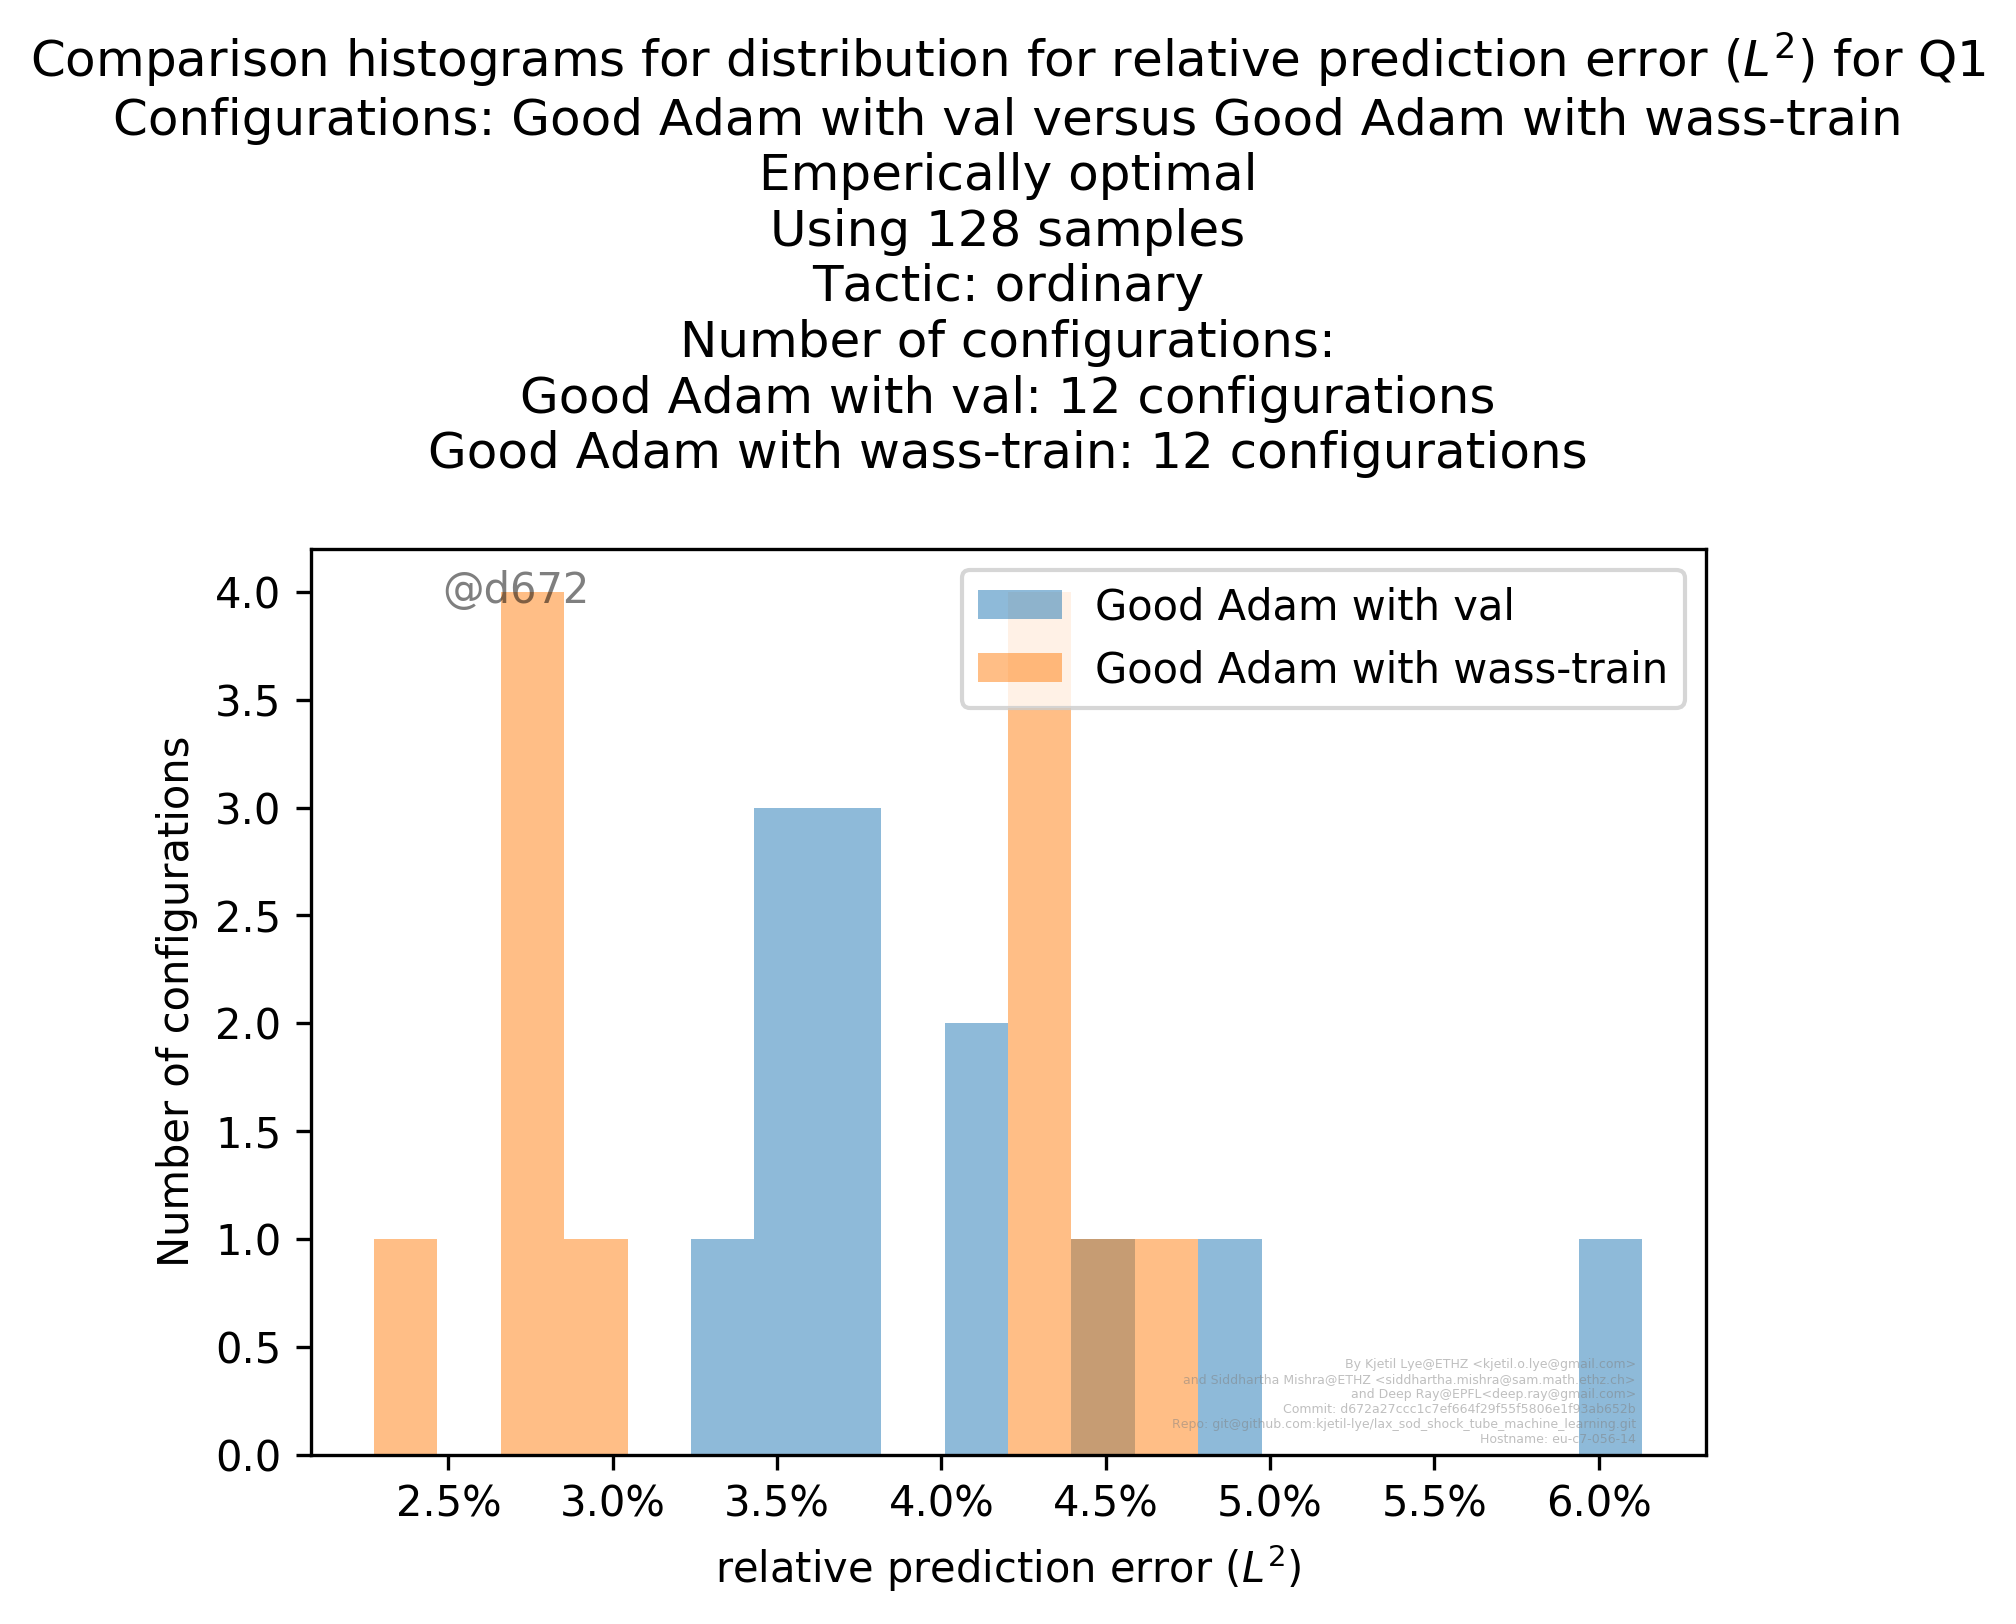 Comparison histograms for distribution for relative prediction error (L²) for Q1
Configurations: Good Adam with val versus Good Adam with wass-train
Emperically optimal
Using 128 samples
Tactic: ordinary
Number of configurations:
Good Adam with val: 12 configurations
Good Adam with wass-train: 12 configurations
@d672
Good Adam with val
Good Adam with wass-train
4.0
3.5
3.0
2.5
2.0
1.5
1.0
0.5
0.0
Number of configurations
By Kjetil Lye@ETHZ <kjetil.o.lye@gmail.com>
and Siddhartha Mishra@ETHZ <siddhartha.mishra@sam.math.ethz.ch>
and Deep Ray@EPFL<deep.ray@gmail.com>
Commit: d672a27ccc1c7ef664f29f55f5806e1f93ab652b
Repo: git@github.com:kjetil-lye/lax_sod_shock_tube_machine_learning.git
Hostname: eu-c7-056-14
2.5% 3.0% 3.5% 4.0% 4.5% 5.0% 5.5% 6.0%
relative prediction error (L²)